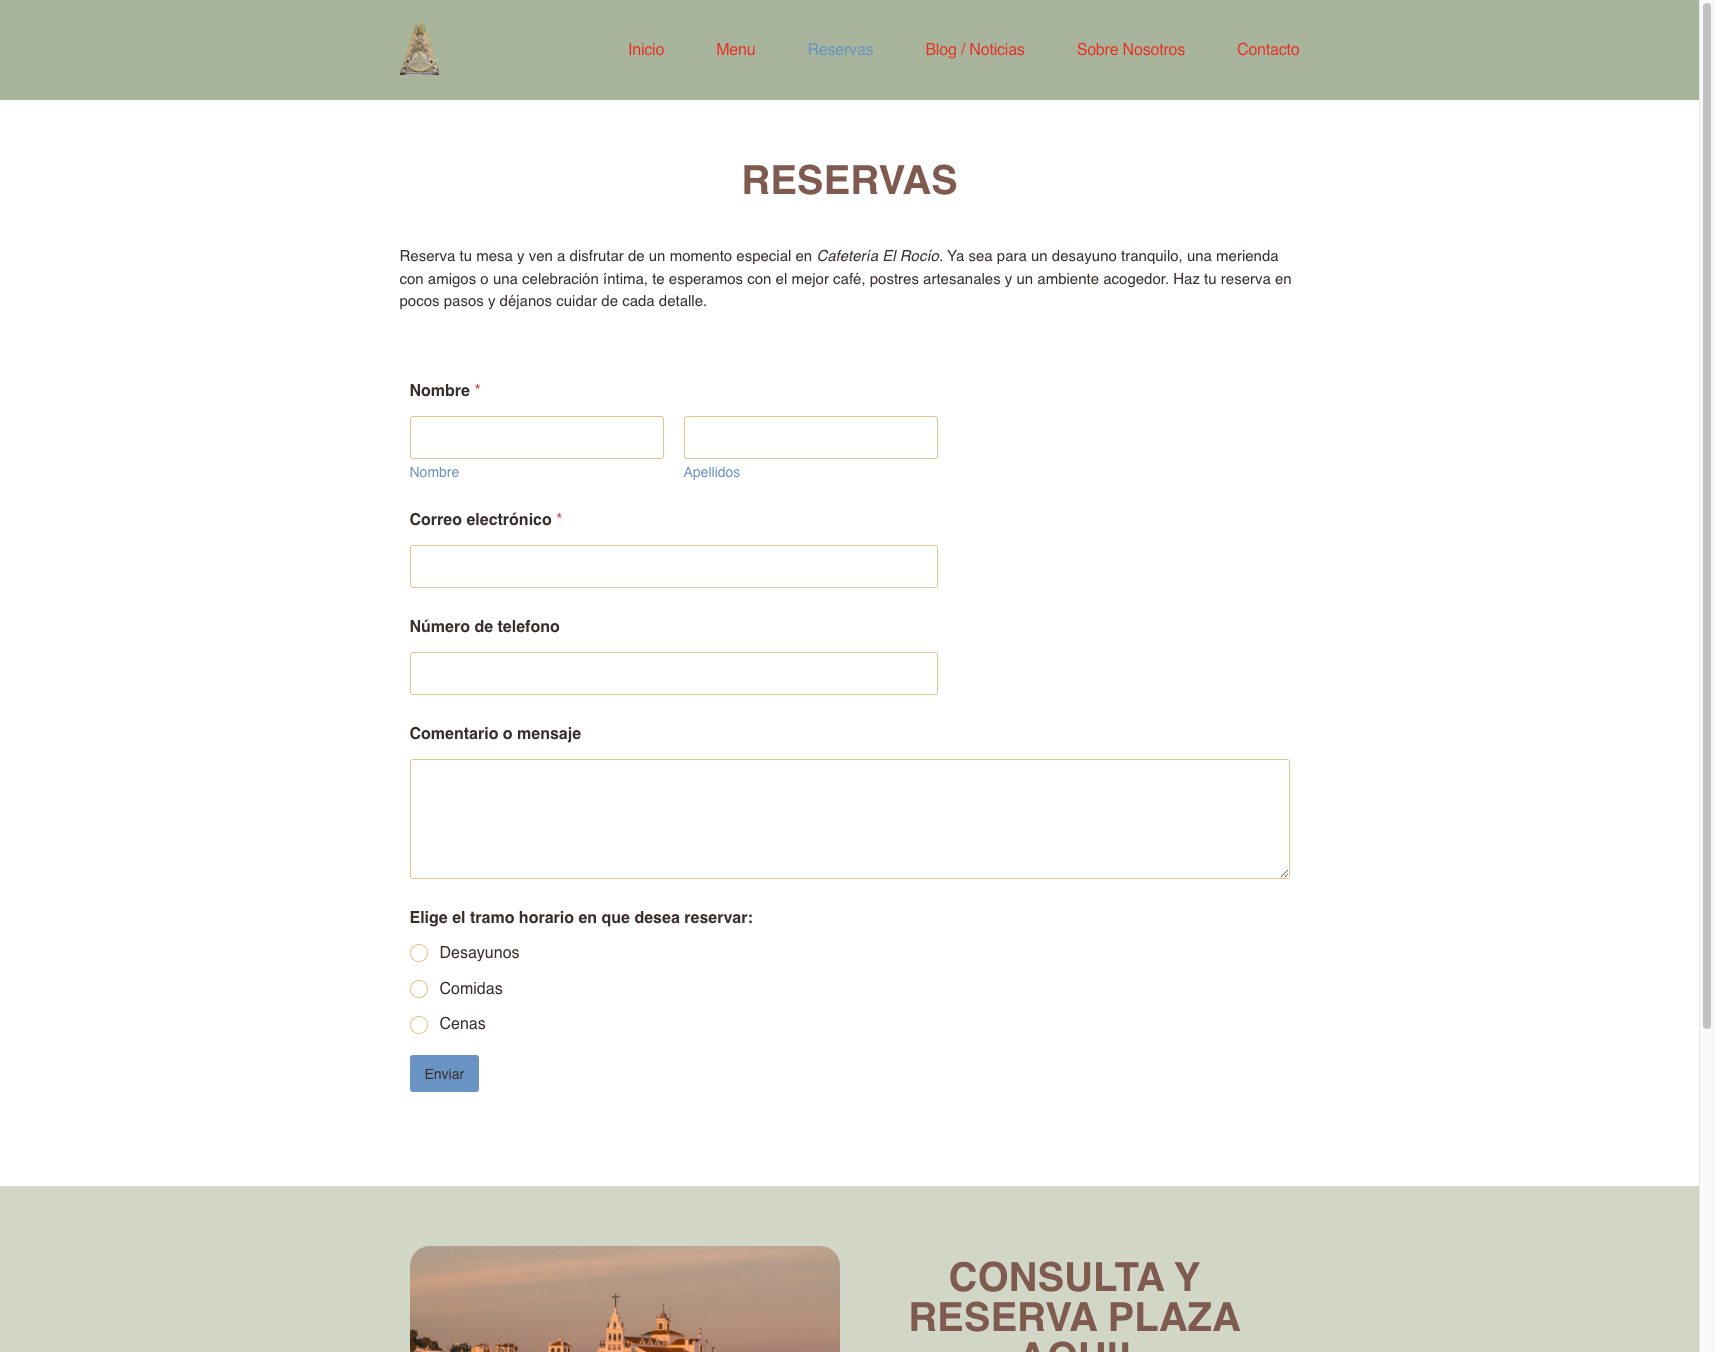 Inicio Menu Reservas Blog / Noticias Sobre Nosotros Contacto
RESERVAS
Reserva tu mesa y ven a disfrutar de un momento especial en Cafetería El Rocío. Ya sea para un desayuno tranquilo, una merienda
con amigos o una celebración íntima, te esperamos con el mejor café, postres artesanales y un ambiente acogedor. Haz tu reserva en
pocos pasos y déjanos cuidar de cada detalle.
Nombre *
Nombre Apellidos
Correo electrónico *
Número de telefono
Comentario o mensaje
Elige el tramo horario en que desea reservar:
Desayunos
Comidas
Cenas
Enviar
CONSULTA Y
RESERVA PLAZA